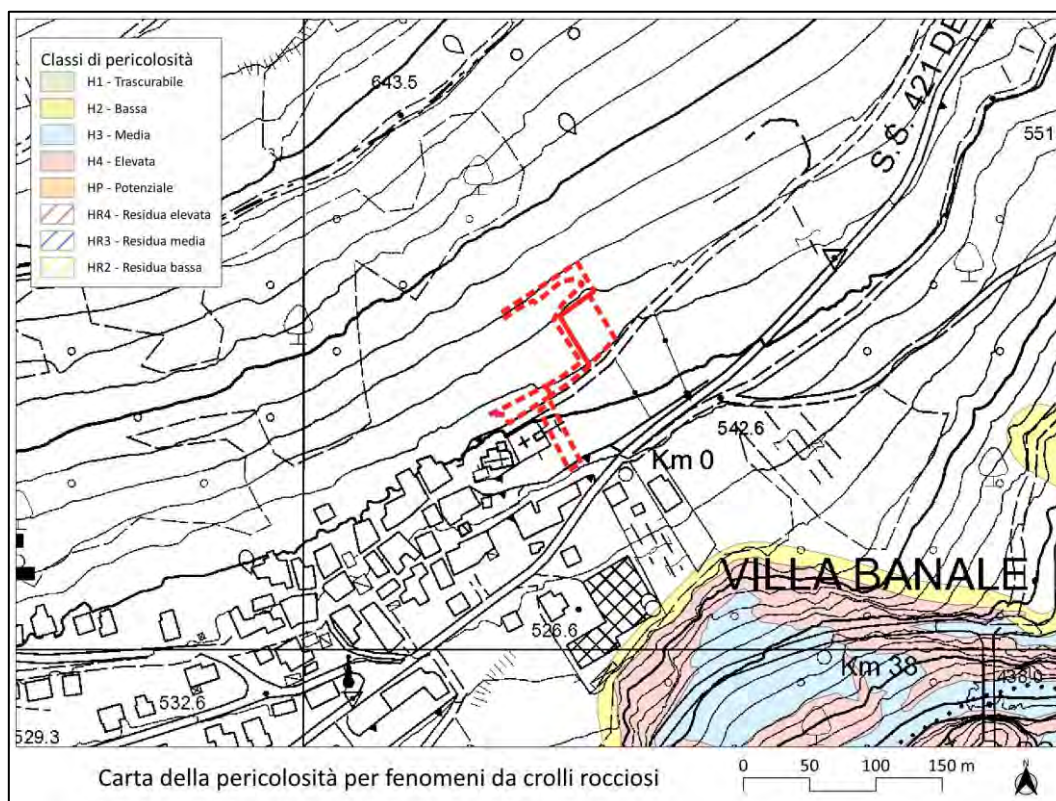 Classi di pericolosità
H1 - Trascurabile
H2 - Bassa
H3 - Media
H4 - Elevata
HP - Potenziale
HR4 - Residua elevata
HR3 - Residua media
HR2 - Residua bassa
643.5
S.S. 421 DE
551
542.6
Km 0
VILLA BANALE
526.6
Km 38
438.0
532.6
529.3
Carta della pericolosità per fenomeni da crolli rocciosi
0 50 100 150 m
N